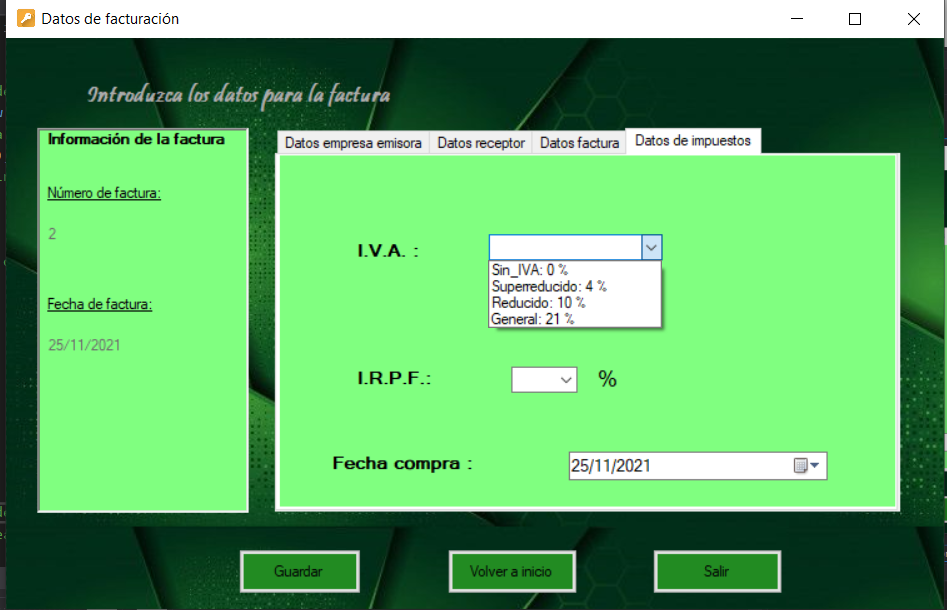 Datos de facturación
Introduzca los datos para la factura
Información de la factura
Número de factura:
2
Fecha de factura:
25/11/2021
Datos empresa emisora Datos receptor Datos factura Datos de impuestos
I.V.A. :
Sin_IVA: 0 %
Superreducido: 4 %
Reducido: 10 %
General: 21 %
I.R.P.F.: %
Fecha compra : 25/11/2021
Guardar Volver a inicio Salir